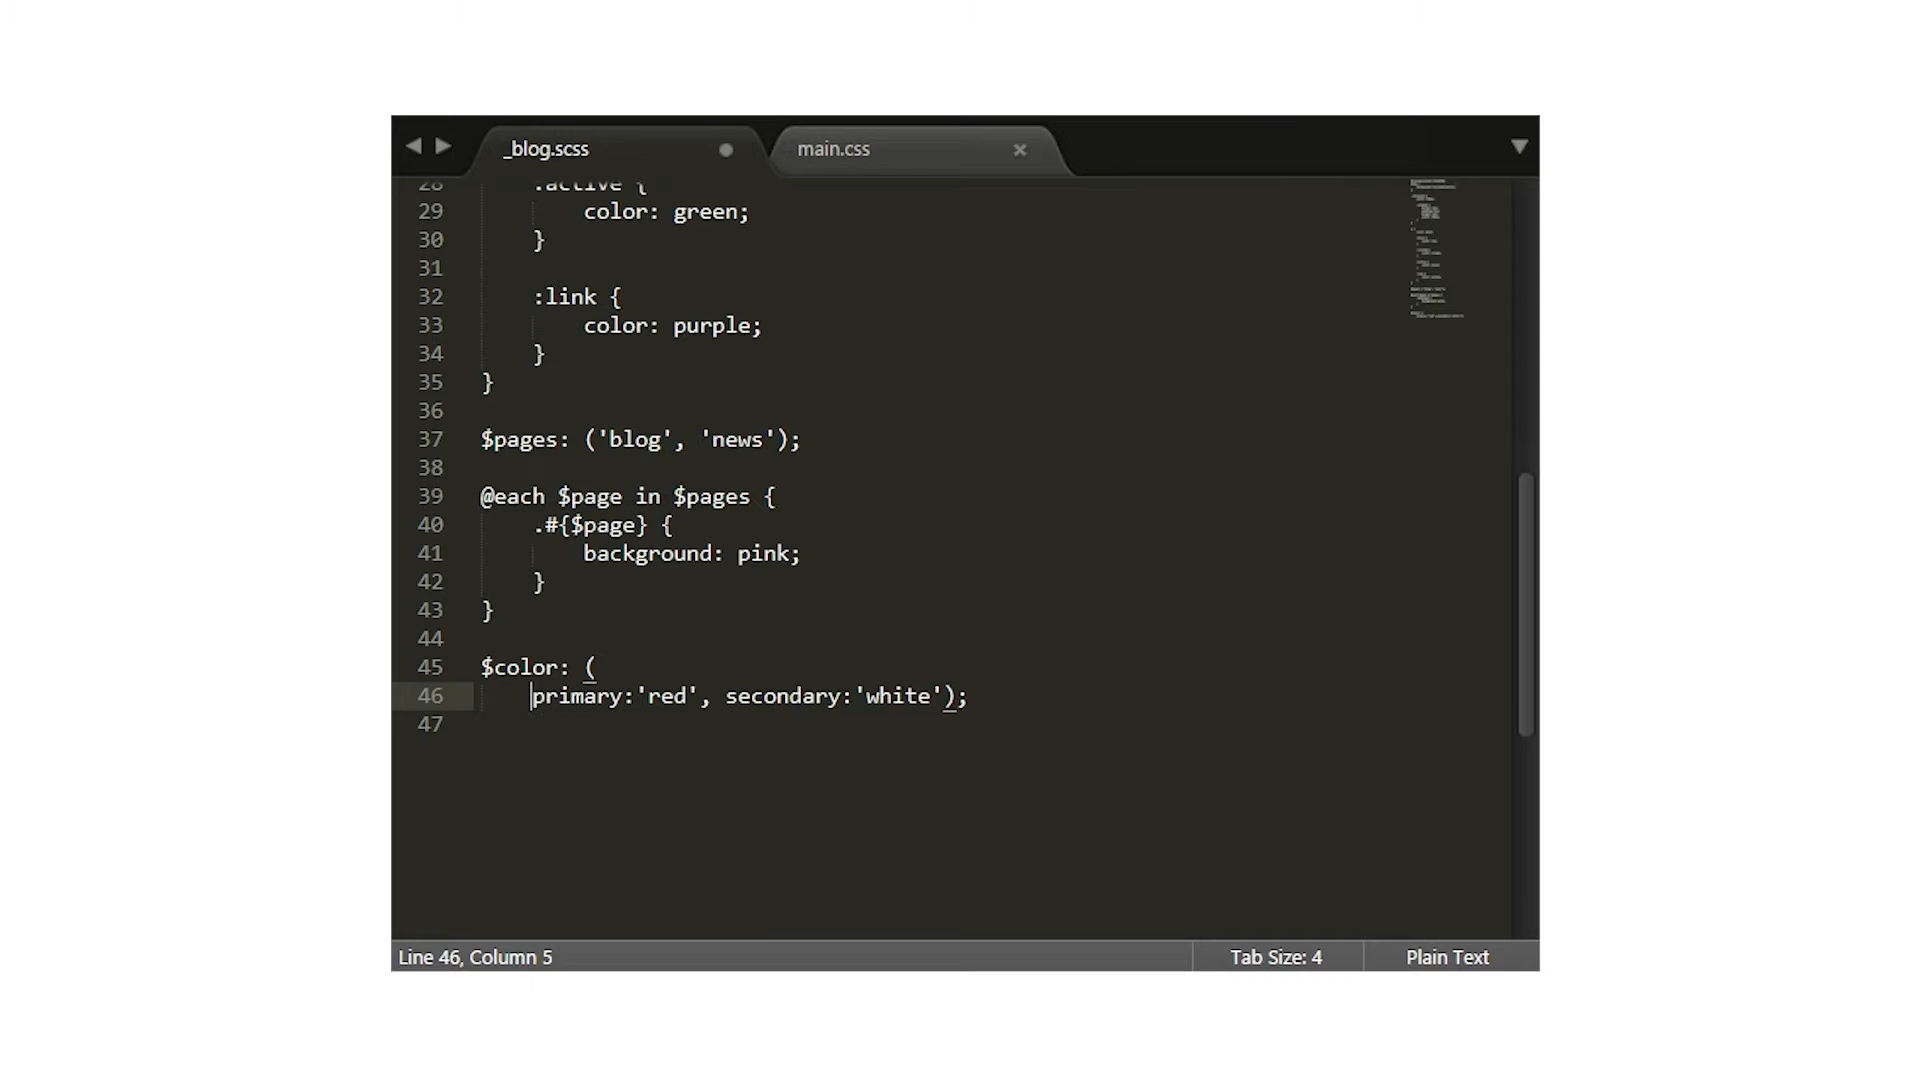 _blog.scss
main.css
28 :active {
29 color: green;
30 }
31
32 :link {
33 color: purple;
34 }
35 }
36
37 $pages: ('blog', 'news');
38
39 @each $page in $pages {
40 .#{$page} {
41 background: pink;
42 }
43 }
44
45 $color: (
46 primary:'red', secondary:'white');
47
Line 46, Column 5
Tab Size: 4
Plain Text